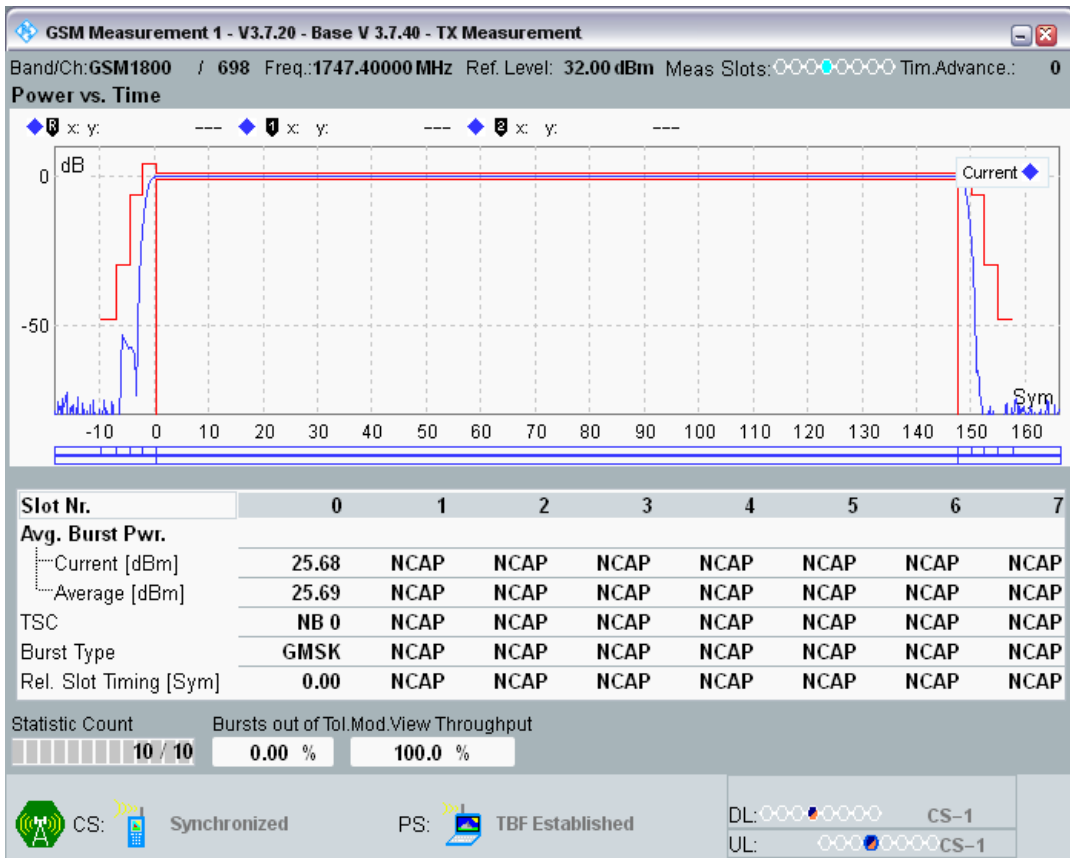 GSM Measurement 1 - V3.7.20 - Base V 3.7.40 - TX Measurement
Band/Ch:GSM1800 / 698 Freq.:1747.40000 MHz Ref. Level: 32.00 dBm Meas Slots: Tim.Advance.: 0
Power vs. Time
R x: y: --- 1 x: y: --- 2 x: y: ---
dB
Current
0
-50
Sym
-10 0 10 20 30 40 50 60 70 80 90 100 110 120 130 140 150 160
Slot Nr. 0 1 2 3 4 5 6 7
Avg. Burst Pwr.
Current [dBm] 25.68 NCAP NCAP NCAP NCAP NCAP NCAP NCAP
Average [dBm] 25.69 NCAP NCAP NCAP NCAP NCAP NCAP NCAP
TSC NB 0 NCAP NCAP NCAP NCAP NCAP NCAP NCAP
Burst Type GMSK NCAP NCAP NCAP NCAP NCAP NCAP NCAP
Rel. Slot Timing [Sym] 0.00 NCAP NCAP NCAP NCAP NCAP NCAP NCAP
Statistic Count Bursts out of Tol.Mod.View Throughput
10 / 10 0.00 % 100.0 %
CS: Synchronized PS: TBF Established
DL: CS-1
UL: CS-1